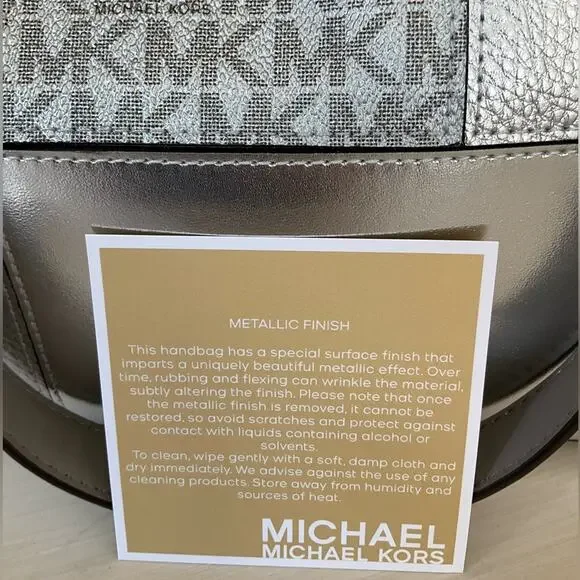 MICHAEL KORS
METALLIC FINISH
This handbag has a special surface finish that
imparts a uniquely beautiful metallic effect. Over
time, rubbing and flexing can wrinkle the material,
subtly altering the finish. Please note that once
the metallic finish is removed, it cannot be
restored, so avoid scratches and protect against
contact with liquids containing alcohol or
solvents.
To clean, wipe gently with a soft, damp cloth and
dry immediately. We advise against the use of any
cleaning products. Store away from humidity and
sources of heat.
MICHAEL
MICHAEL KORS